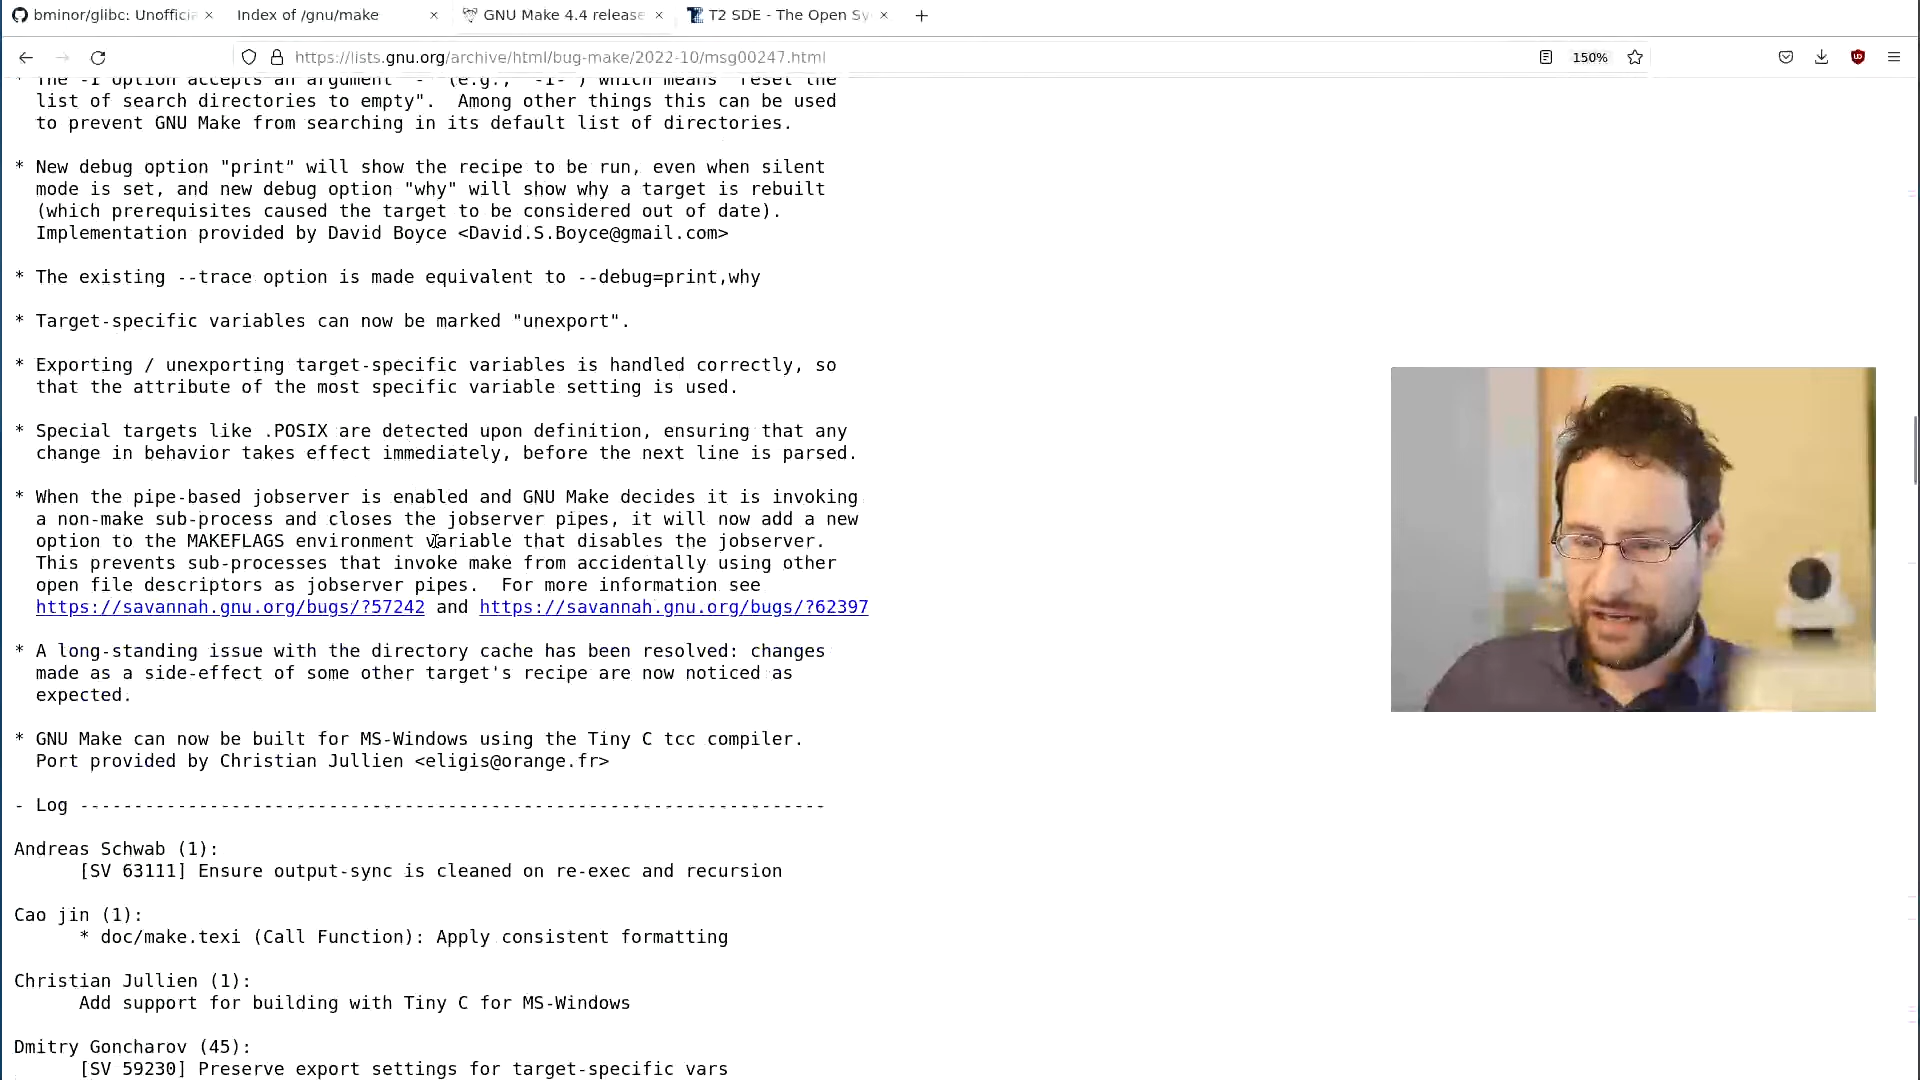 bminor/glibc: Unoffici
Index of /gnu/make
GNU Make 4.4 release
T2 SDE - The Open Sy
https://lists.gnu.org/archive/html/bug-make/2022-10/msg00247.html
150%
* The -I option accepts an argument "-" (e.g., "-I-") which means "reset the
list of search directories to empty".  Among other things this can be used
to prevent GNU Make from searching in its default list of directories.
* New debug option "print" will show the recipe to be run, even when silent
mode is set, and new debug option "why" will show why a target is rebuilt
(which prerequisites caused the target to be considered out of date).
Implementation provided by David Boyce <David.S.Boyce@gmail.com>
* The existing --trace option is made equivalent to --debug=print,why
* Target-specific variables can now be marked "unexport".
* Exporting / unexporting target-specific variables is handled correctly, so
that the attribute of the most specific variable setting is used.
* Special targets like .POSIX are detected upon definition, ensuring that any
change in behavior takes effect immediately, before the next line is parsed.
* When the pipe-based jobserver is enabled and GNU Make decides it is invoking
a non-make sub-process and closes the jobserver pipes, it will now add a new
option to the MAKEFLAGS environment variable that disables the jobserver.
This prevents sub-processes that invoke make from accidentally using other
open file descriptors as jobserver pipes.  For more information see
https://savannah.gnu.org/bugs/?57242 and https://savannah.gnu.org/bugs/?62397
* A long-standing issue with the directory cache has been resolved: changes
made as a side-effect of some other target's recipe are now noticed as
expected.
* GNU Make can now be built for MS-Windows using the Tiny C tcc compiler.
Port provided by Christian Jullien <eligis@orange.fr>
- Log ---------------------------------------------------------------------
Andreas Schwab (1):
[SV 63111] Ensure output-sync is cleaned on re-exec and recursion
Cao jin (1):
* doc/make.texi (Call Function): Apply consistent formatting
Christian Jullien (1):
Add support for building with Tiny C for MS-Windows
Dmitry Goncharov (45):
[SV 59230] Preserve export settings for target-specific vars